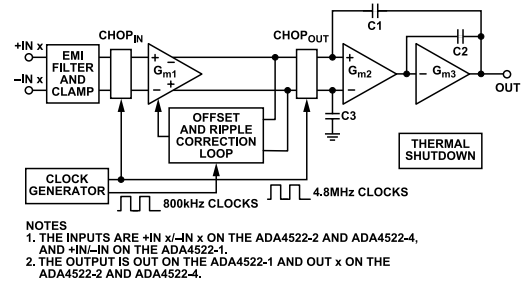 +IN x
–IN x
EMI
FILTER
AND
CLAMP
CHOPIN
+
–
–
+
Gm1
OFFSET
AND RIPPLE
CORRECTION
LOOP
CHOPOUT
C1
+
–
Gm2
C2
–
Gm3
OUT
C3
THERMAL
SHUTDOWN
CLOCK
GENERATOR
800kHz CLOCKS
4.8MHz CLOCKS
NOTES
1. THE INPUTS ARE +IN x/–IN x ON THE ADA4522-2 AND ADA4522-4,
AND +IN/–IN ON THE ADA4522-1.
2. THE OUTPUT IS OUT ON THE ADA4522-1 AND OUT x ON THE
ADA4522-2 AND ADA4522-4.